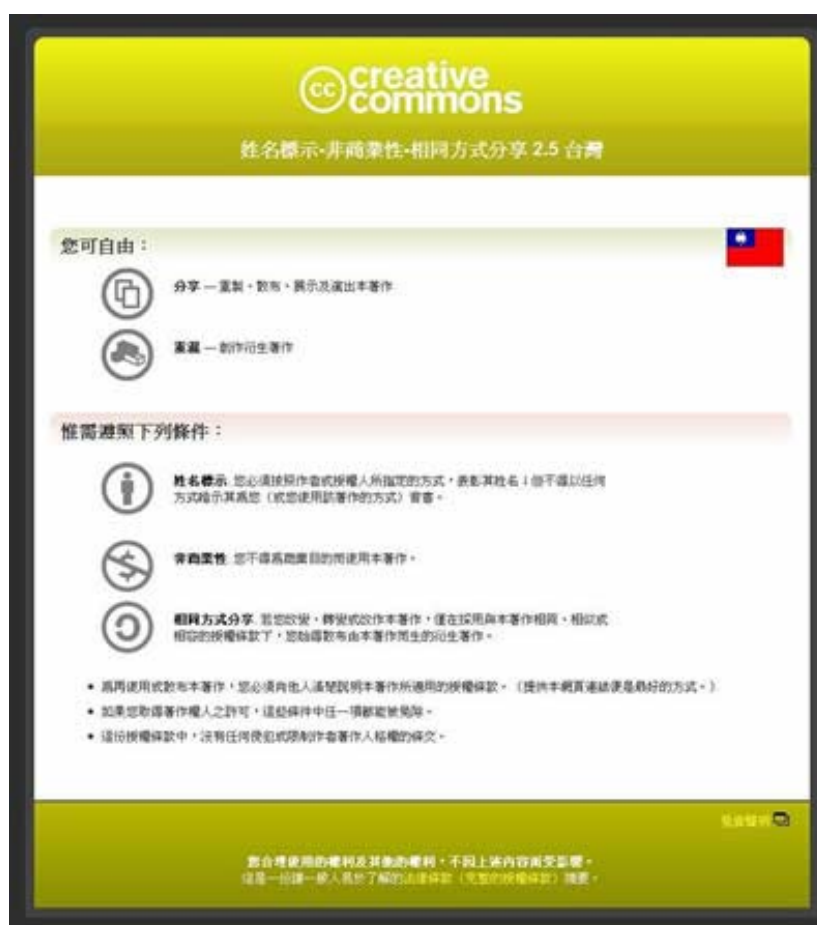 cc creative
commons
姓名標示-非商業性-相同方式分享 2.5 台灣
您可自由：
分享 — 重製、散布、展示及演出本著作
重混 — 創作衍生著作
惟需遵照下列條件：
姓名標示. 您必須按照作者或授權人所指定的方式，表彰其姓名；但不得以任何
方式暗示其為您（或您使用該著作的方式）背書。
非商業性. 您不得為商業目的而使用本著作。
相同方式分享. 若您改變、轉變或改作本著作，僅在採用與本著作相同、相似或
相容的授權條款下，您始得散布由本著作而生的衍生著作。
• 為再使用或散布本著作，您必須向他人清楚說明本著作所適用的授權條款。（提供本網頁連結便是最好的方式。）
• 如果您取得著作權人之許可，這些條件中任一項都能被免除。
• 這份授權條款中，沒有任何侵犯或限制作者著作人格權的條文。
免責聲明
您合理使用的權利及其他的權利，不因上述內容而受影響。
這是一份讓一般人易於了解的法律條款（完整的授權條款）摘要。